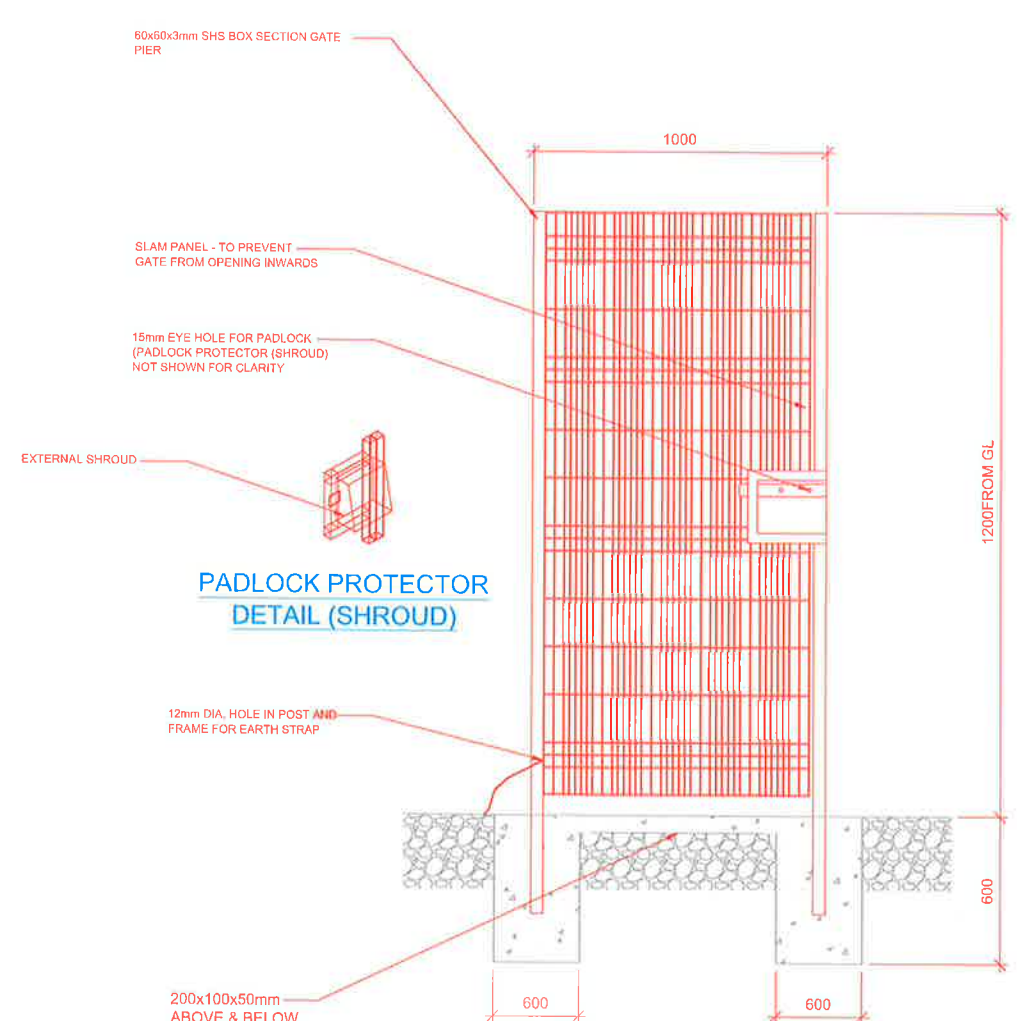 60x60x3mm SHS BOX SECTION GATE
PIER
1000
SLAM PANEL - TO PREVENT
GATE FROM OPENING INWARDS
15mm EYE HOLE FOR PADLOCK
(PADLOCK PROTECTOR (SHROUD)
NOT SHOWN FOR CLARITY
EXTERNAL SHROUD
1200FROM GL
PADLOCK PROTECTOR
DETAIL (SHROUD)
12mm DIA, HOLE IN POST AND
FRAME FOR EARTH STRAP
600
200x100x50mm
ABOVE & BELOW
600
600